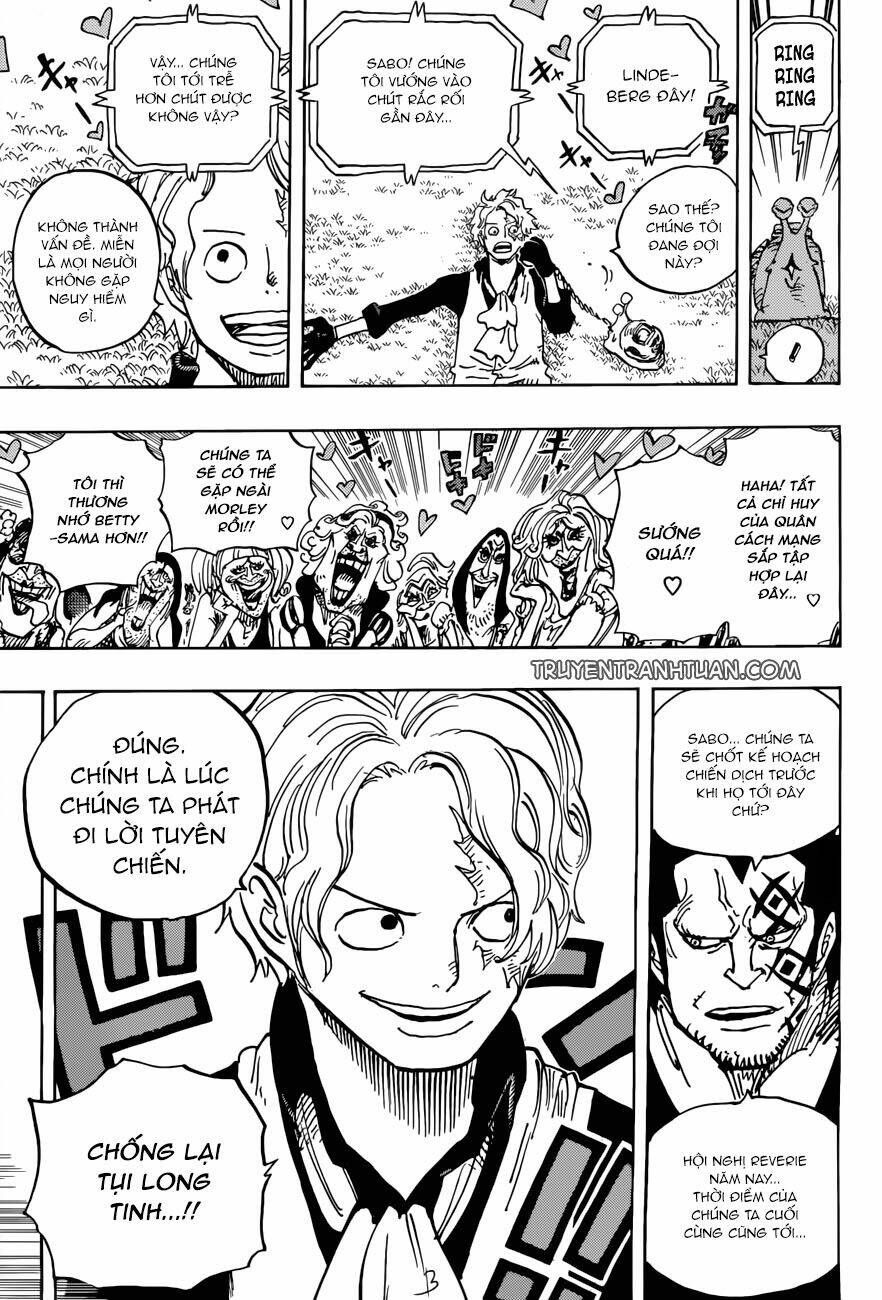 RING
RING
RING
LINDE-
BERG ĐÂY!
SAO THẾ?
CHÚNG TÔI
ĐANG ĐỢI
NÀY?
SABO! CHÚNG
TÔI VƯỚNG VÀO
CHÚT RẮC RỐI
GẦN ĐÂY...
VẬY... CHÚNG
TÔI TỚI TRỄ
HƠN CHÚT ĐƯỢC
KHÔNG VẬY?
KHÔNG THÀNH
VẤN ĐỀ. MIỄN
LÀ MỌI NGƯỜI
KHÔNG GẶP
NGUY HIỂM
GÌ.
!
HAHA! TẤT
CẢ CHỈ HUY
CỦA QUÂN
CÁCH MẠNG
SẮP TẬP
HỢP LẠI
ĐÂY...
SƯỚNG
QUÁ!!
CHÚNG TA
SẼ CÓ THỂ
GẶP NGÀI
MORLEY
RỒI!!
TÔI THÌ
THƯƠNG
NHỚ BETTY
-SAMA HƠN!!
TRUYENTRANHTUAN.COM
SABO... CHÚNG TA
SẼ CHỐT KẾ HOẠCH
CHIẾN DỊCH TRƯỚC
KHI HỌ TỚI ĐÂY
CHỨ?
HỘI NGHỊ REVERIE
NĂM NAY...
THỜI ĐIỂM CỦA
CHÚNG TA CUỐI
CÙNG CŨNG TỚI...
ĐÚNG.
CHÍNH LÀ LÚC
CHÚNG TA PHÁT
ĐI LỜI TUYÊN
CHIẾN.
CHỐNG LẠI
TỤI LONG
TINH...!!